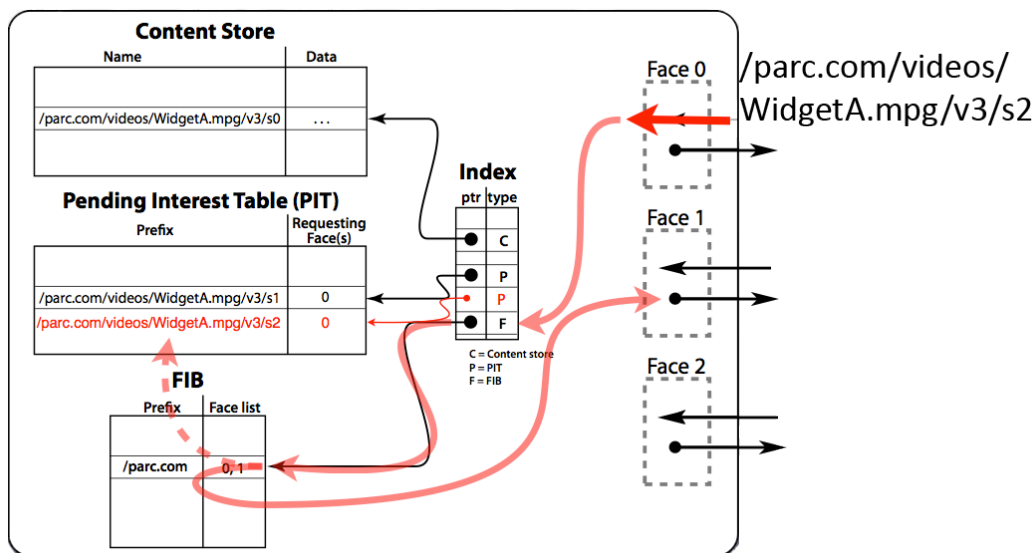 Content Store
Name Data
/parc.com/videos/WidgetA.mpg/v3/s0 ...
Pending Interest Table (PIT)
Prefix Requesting Face(s)
/parc.com/videos/WidgetA.mpg/v3/s1 0
/parc.com/videos/WidgetA.mpg/v3/s2 0
FIB
Prefix Face list
/parc.com 0, 1
Index
ptr type
C
P
P
F
C = Content store
P = PIT
F = FIB
Face 0
/parc.com/videos/
WidgetA.mpg/v3/s2
Face 1
Face 2